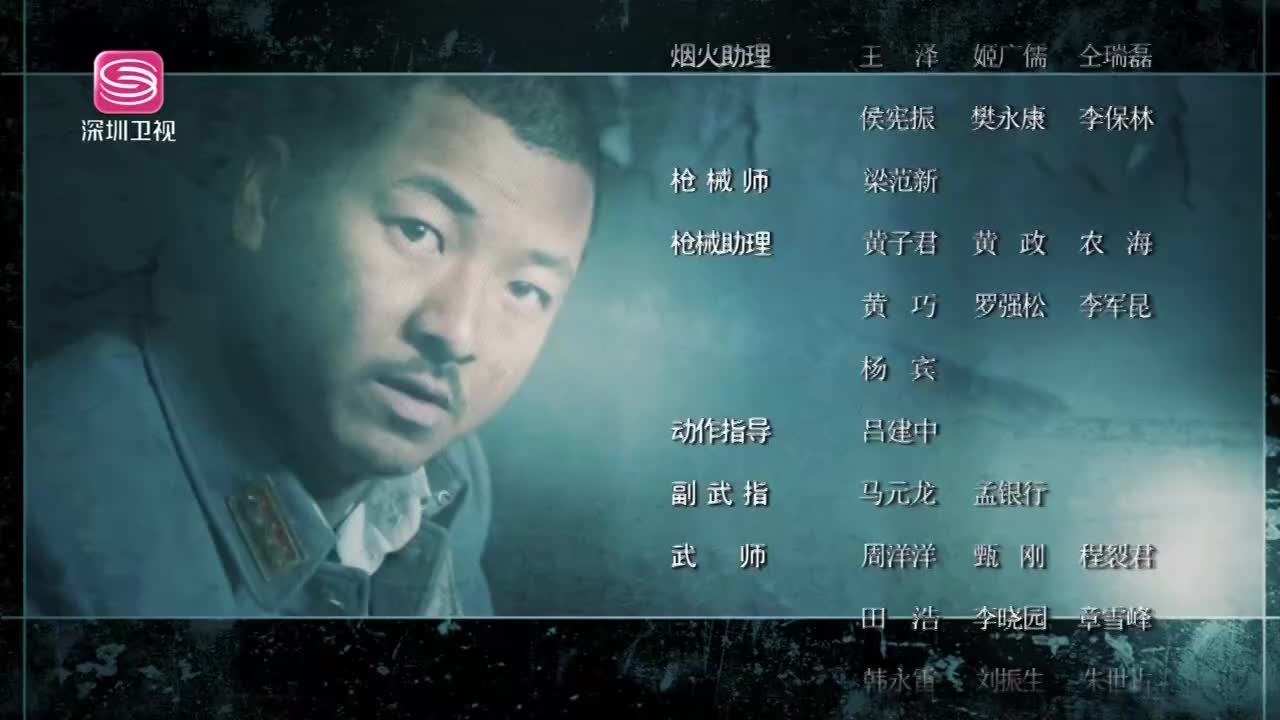 烟火助理 王 泽 姬广儒 仝瑞磊
深圳卫视
侯宪振 樊永康 李保林
枪 械 师 梁范新
枪械助理 黄子君 黄 政 农 海
黄 巧 罗强松 李军昆
杨 宾
动作指导 吕建中
副 武 指 马元龙 孟银行
武 师 周洋洋 甄 刚 程裂君
田 浩 李晓园 章雪峰
韩永雷 刘振生